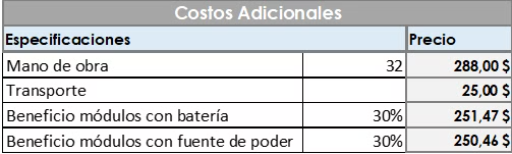 Costos Adicionales
Especificaciones Precio
Mano de obra 32 288,00 $
Transporte 25,00 $
Beneficio módulos con batería 30% 251,47 $
Beneficio módulos con fuente de poder 30% 250,46 $